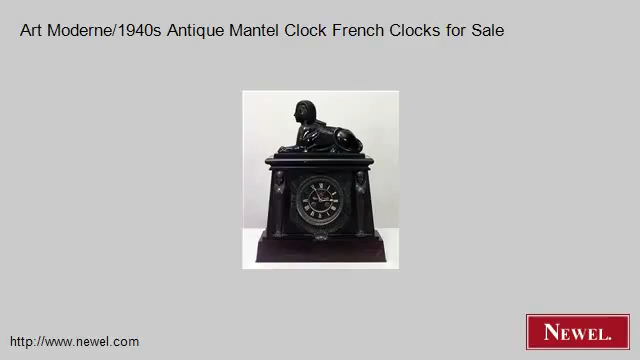 Art Moderne/1940s Antique Mantel Clock French Clocks for Sale
http://www.newel.com
NEWEL.